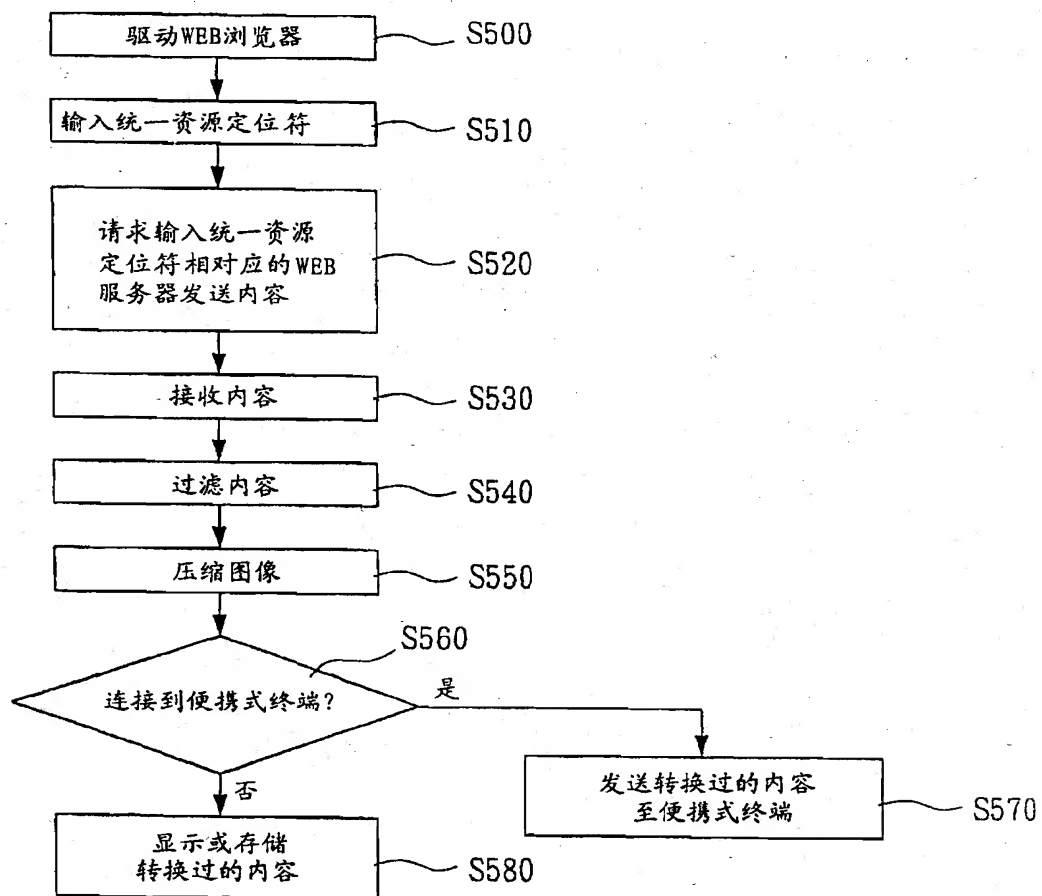 驱动WEB浏览器
S500
输入统一资源定位符
S510
请求输入统一资源
定位符相对应的WEB
服务器发送内容
S520
接收内容
S530
过滤内容
S540
压缩图像
S550
S560
连接到便携式终端?
是
否
发送转换过的内容
至便携式终端
S570
显示或存储
转换过的内容
S580